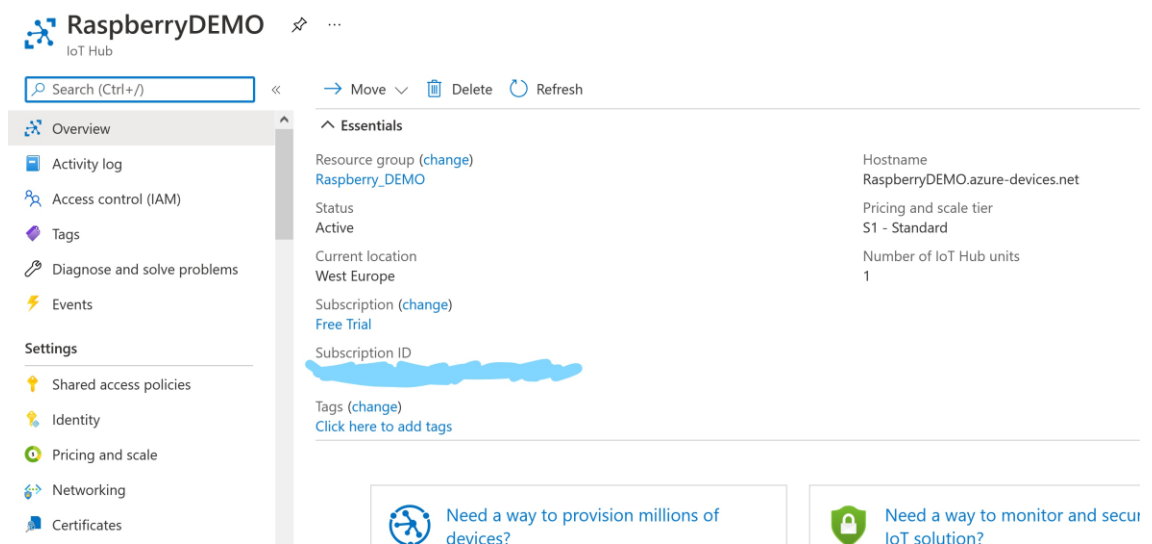 RaspberryDEMO
IoT Hub
Search (Ctrl+/)
Overview
Activity log
Access control (IAM)
Tags
Diagnose and solve problems
Events
Settings
Shared access policies
Identity
Pricing and scale
Networking
Certificates
Move
Delete
Refresh
Essentials
Resource group (change)
Raspberry_DEMO
Status
Active
Current location
West Europe
Subscription (change)
Free Trial
Subscription ID
Tags (change)
Click here to add tags
Hostname
RaspberryDEMO.azure-devices.net
Pricing and scale tier
S1 - Standard
Number of IoT Hub units
1
Need a way to provision millions of
devices?
Need a way to monitor and secur
IoT solution?